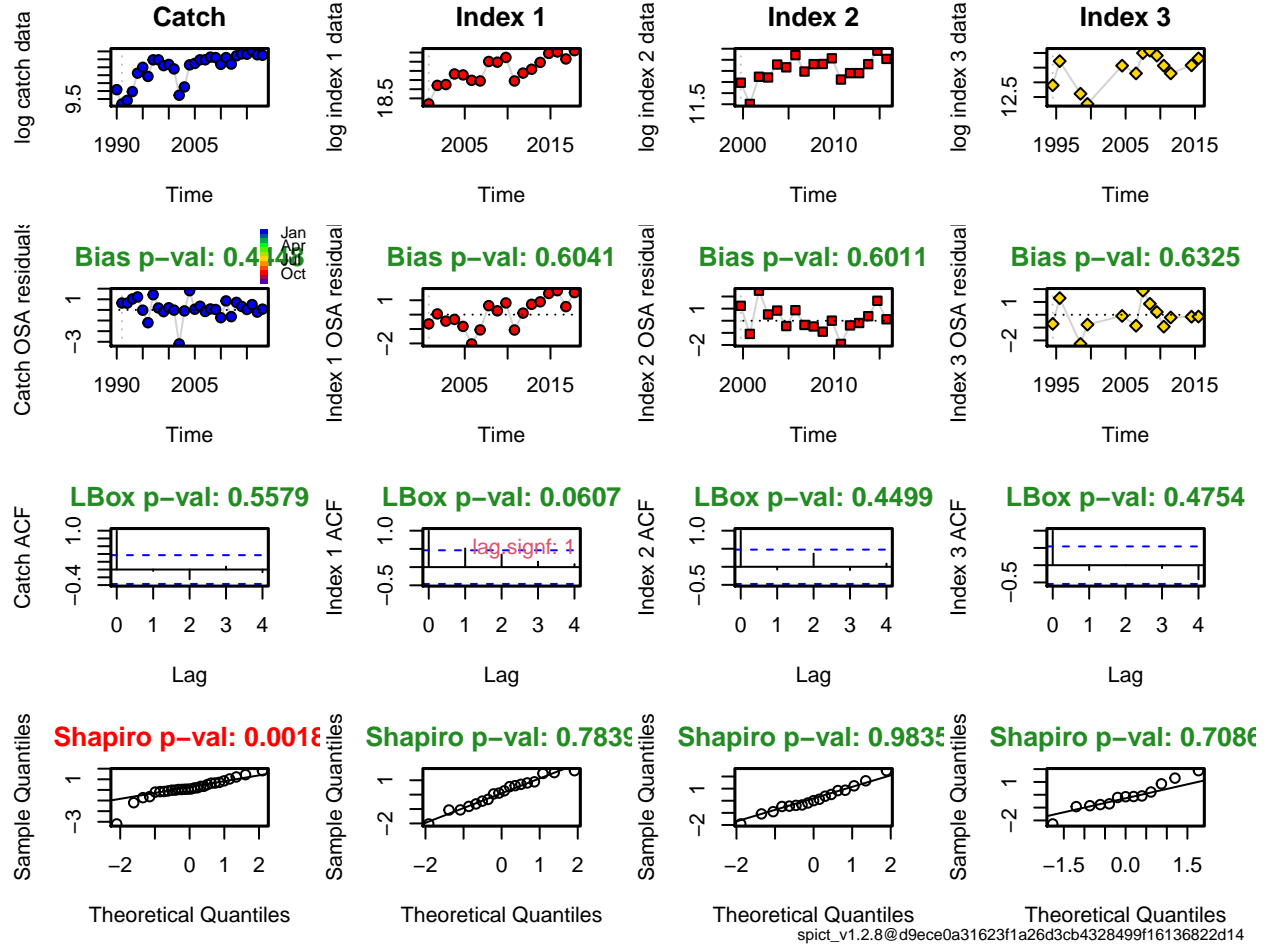 Catch
Index 1
Index 2
Index 3
log catch data
9.5
1990 2005
Time
log index 1 data
18.5
2005 2015
Time
log index 2 data
11.5
2000 2010
Time
log index 3 data
12.5
1995 2005 2015
Time
Bias p−val: 0.4448
Jan
Apr
Jul
Oct
Catch OSA residuals
−3 1
1990 2005
Time
Bias p−val: 0.6041
Index 1 OSA residual
−2 1
2005 2015
Time
Bias p−val: 0.6011
Index 2 OSA residual
−2 1
2000 2010
Time
Bias p−val: 0.6325
Index 3 OSA residual
−2 1
1995 2005 2015
Time
LBox p−val: 0.5579
Catch ACF
−0.4 1.0
0 1 2 3 4
Lag
LBox p−val: 0.0607
lag signf: 1
Index 1 ACF
−0.5 1.0
0 1 2 3 4
Lag
LBox p−val: 0.4499
Index 2 ACF
−0.5 1.0
0 1 2 3 4
Lag
LBox p−val: 0.4754
Index 3 ACF
−0.5 1.0
0 1 2 3 4
Lag
Shapiro p−val: 0.0018
Sample Quantiles
−3 1
−2 0 1 2
Theoretical Quantiles
Shapiro p−val: 0.7839
Sample Quantiles
−2 1
−2 0 1 2
Theoretical Quantiles
Shapiro p−val: 0.9835
Sample Quantiles
−2 1
−2 0 1 2
Theoretical Quantiles
Shapiro p−val: 0.7086
Sample Quantiles
−2 1
−1.5 0.0 1.5
Theoretical Quantiles
spict_v1.2.8@d9ece0a31623f1a26d3cb4328499f16136822d14